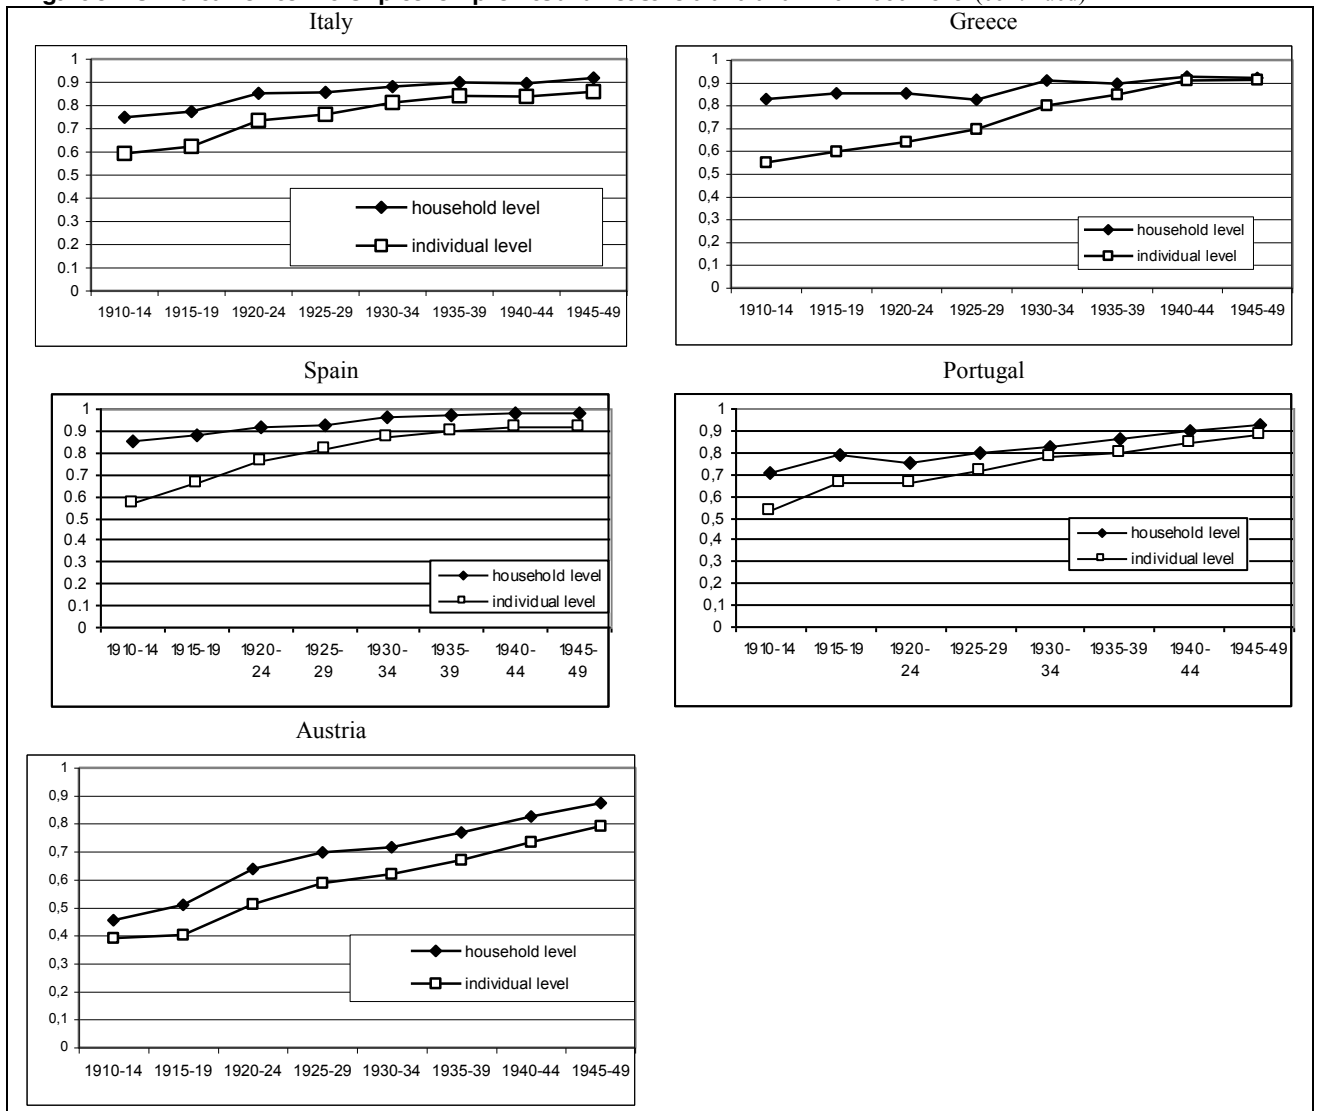 (continued)
Italy
1
0.9
0.8
0.7
0.6
0.5
0.4
0.3
0.2
0.1
0
household level
individual level
1910-14 1915-19 1920-24 1925-29 1930-34 1935-39 1940-44 1945-49
Greece
1
0,9
0,8
0,7
0,6
0,5
0,4
0,3
0,2
0,1
0
household level
individual level
1910-14 1915-19 1920-24 1925-29 1930-34 1935-39 1940-44 1945-49
Spain
1
0.9
0.8
0.7
0.6
0.5
0.4
0.3
0.2
0.1
0
household level
individual level
1910-14 1915-19 1920- 1925- 1930- 1935- 1940- 1945-
24 29 34 39 44 49
Portugal
1
0,9
0,8
0,7
0,6
0,5
0,4
0,3
0,2
0,1
0
household level
individual level
1910-14 1915-19 1920- 1925-29 1930- 1935-39 1940- 1945-49
24 34 44
Austria
1
0,9
0,8
0,7
0,6
0,5
0,4
0,3
0,2
0,1
0
household level
individual level
1910-14 1915-19 1920-24 1925-29 1930-34 1935-39 1940-44 1945-49